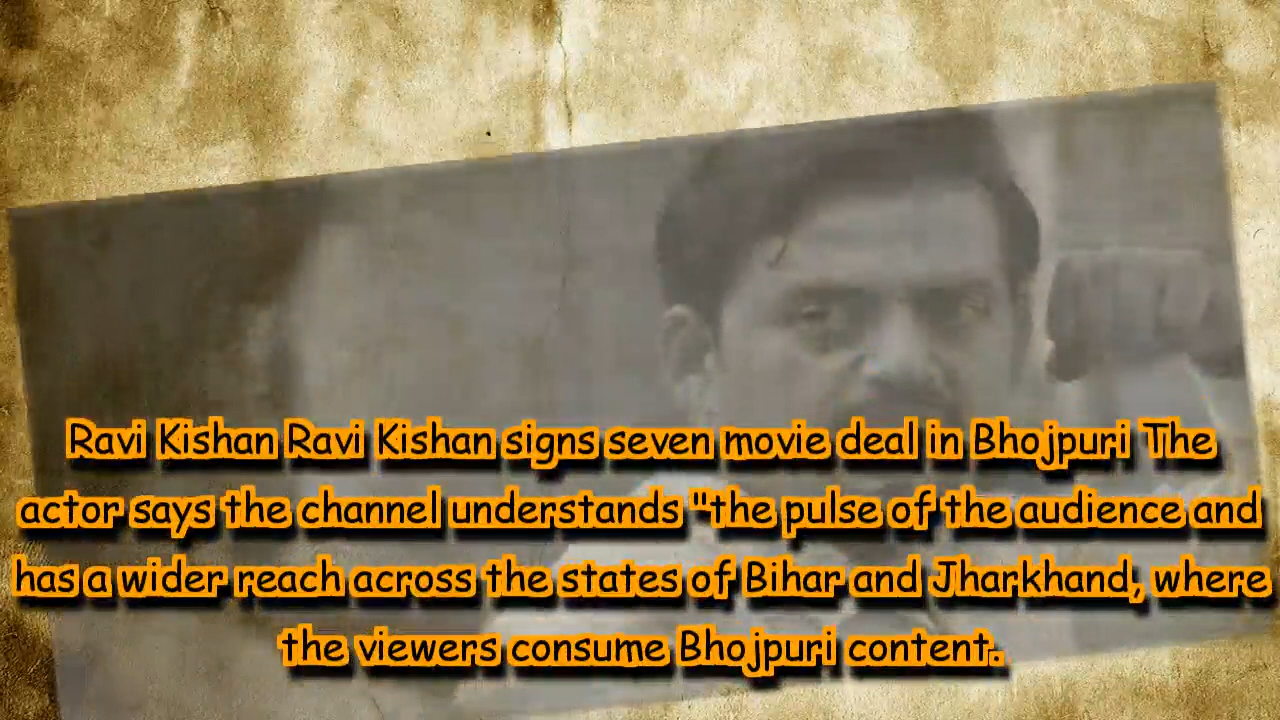 Ravi Kishan Ravi Kishan signs seven movie deal in Bhojpuri The
actor says the channel understands "the pulse of the audience and
has a wider reach across the states of Bihar and Jharkhand, where
the viewers consume Bhojpuri content.